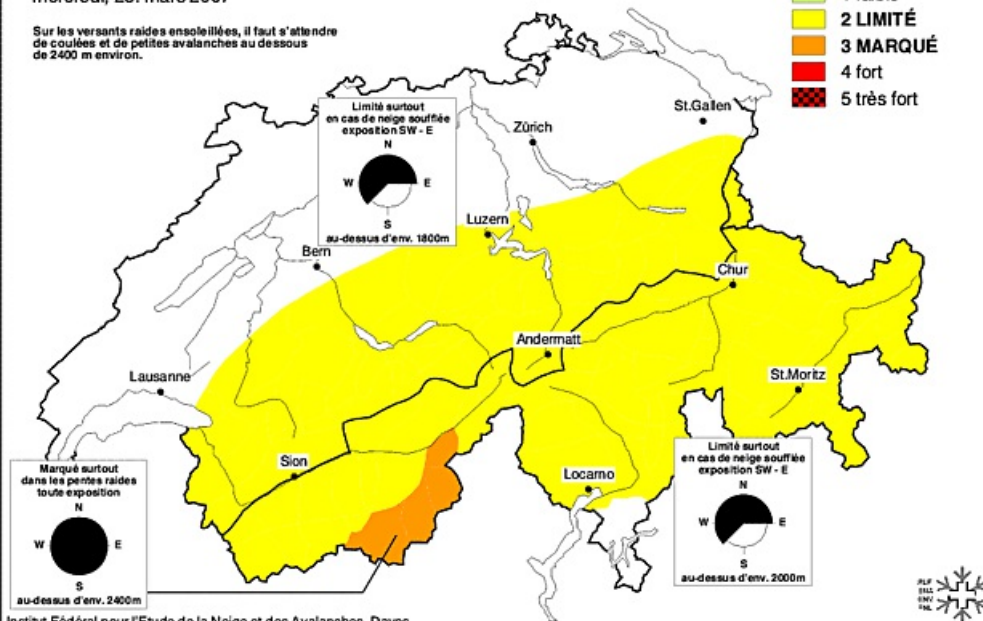 Sur les versants raides ensoleillées, il faut s'attendre
de coulées et de petites avalanches au dessous
de 2400 m environ.
2 LIMITÉ
3 MARQUÉ
4 fort
5 très fort
Limité surtout
en cas de neige soufflée
exposition SW - E
N
W E
S
au-dessus d'env. 1800m
St.Gallen
Zürich
Luzern
Bern
Chur
Andermatt
Lausanne
St.Moritz
Sion
Locarno
Marqué surtout
dans les pentes raides
toute exposition
N
W E
S
au-dessus d'env. 2400m
Limité surtout
en cas de neige soufflée
exposition SW - E
N
W E
S
au-dessus d'env. 2000m
SLF
ENA
SNV
SNL
Institut Fédéral pour l'Etude de la Neige et des Avalanches, Davos